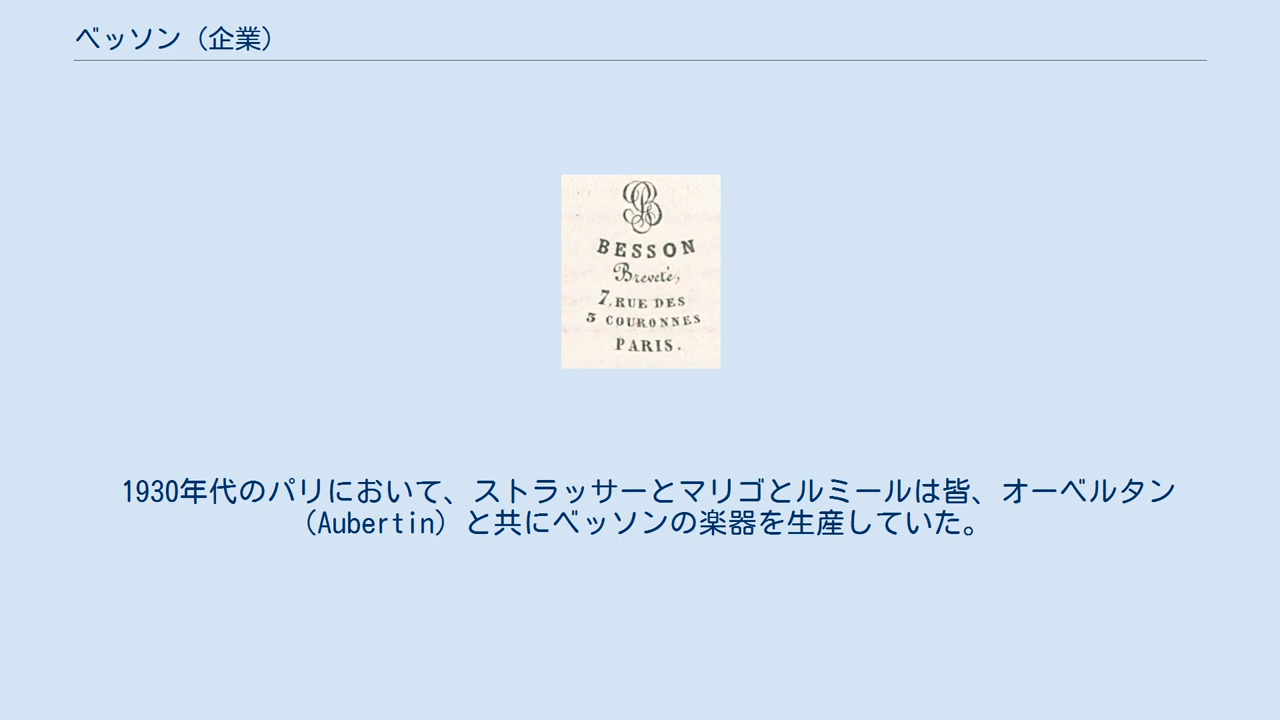 ベッソン（企業）
B
BESSON
Breveté,
7, RUE DES
3 COURONNES
PARIS.
1930年代のパリにおいて、ストラッサーとマリゴとルミールは皆、オーベルタン
（Aubertin）と共にベッソンの楽器を生産していた。